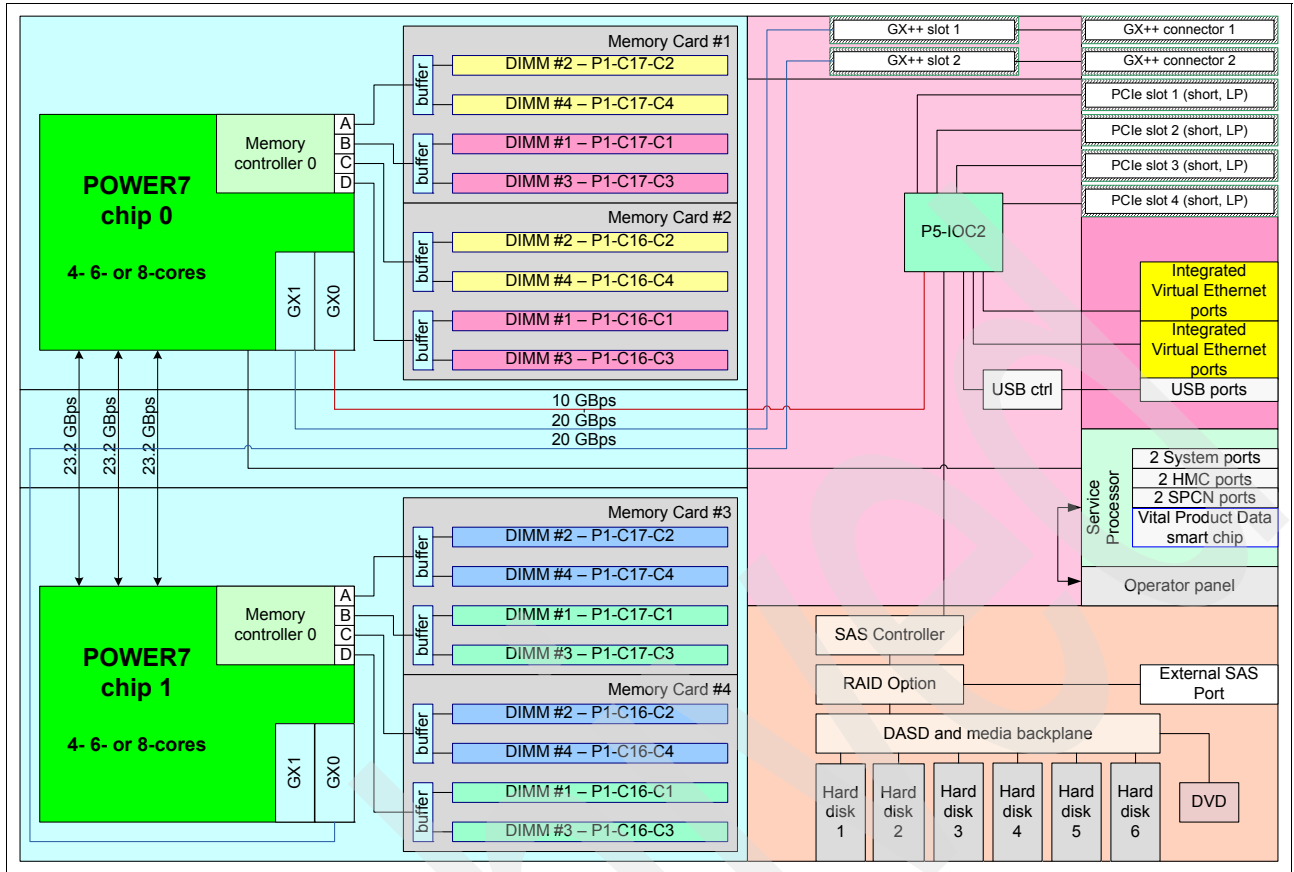 Memory Card #1
DIMM #2 – P1-C17-C2
DIMM #4 – P1-C17-C4
buffer
DIMM #1 – P1-C17-C1
DIMM #3 – P1-C17-C3
buffer
Memory Card #2
DIMM #2 – P1-C16-C2
DIMM #4 – P1-C16-C4
buffer
DIMM #1 – P1-C16-C1
DIMM #3 – P1-C16-C3
buffer
POWER7
chip 0
4- 6- or 8-cores
Memory
controller 0
A
B
C
D
GX1
GX0
23.2 GBps
23.2 GBps
23.2 GBps
10 GBps
20 GBps
20 GBps
Memory Card #3
DIMM #2 – P1-C17-C2
DIMM #4 – P1-C17-C4
buffer
DIMM #1 – P1-C17-C1
DIMM #3 – P1-C17-C3
buffer
Memory Card #4
DIMM #2 – P1-C16-C2
DIMM #4 – P1-C16-C4
buffer
DIMM #1 – P1-C16-C1
DIMM #3 – P1-C16-C3
buffer
POWER7
chip 1
4- 6- or 8-cores
Memory
controller 0
A
B
C
D
GX1
GX0
GX++ slot 1
GX++ slot 2
GX++ connector 1
GX++ connector 2
PCIe slot 1 (short, LP)
PCIe slot 2 (short, LP)
PCIe slot 3 (short, LP)
PCIe slot 4 (short, LP)
P5-IOC2
Integrated
Virtual Ethernet
ports
Integrated
Virtual Ethernet
ports
USB ctrl
USB ports
Service
Processor
2 System ports
2 HMC ports
2 SPCN ports
Vital Product Data
smart chip
Operator panel
SAS Controller
RAID Option
External SAS
Port
DASD and media backplane
Hard
disk
1
Hard
disk
2
Hard
disk
3
Hard
disk
4
Hard
disk
5
Hard
disk
6
DVD